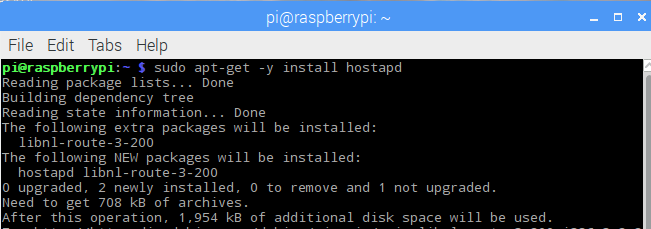 pi@raspberrypi: ~
File Edit Tabs Help
pi@raspberrypi:~ $ sudo apt-get -y install hostapd
Reading package lists... Done
Building dependency tree
Reading state information... Done
The following extra packages will be installed:
  libnl-route-3-200
The following NEW packages will be installed:
  hostapd libnl-route-3-200
0 upgraded, 2 newly installed, 0 to remove and 1 not upgraded.
Need to get 708 kB of archives.
After this operation, 1,954 kB of additional disk space will be used.